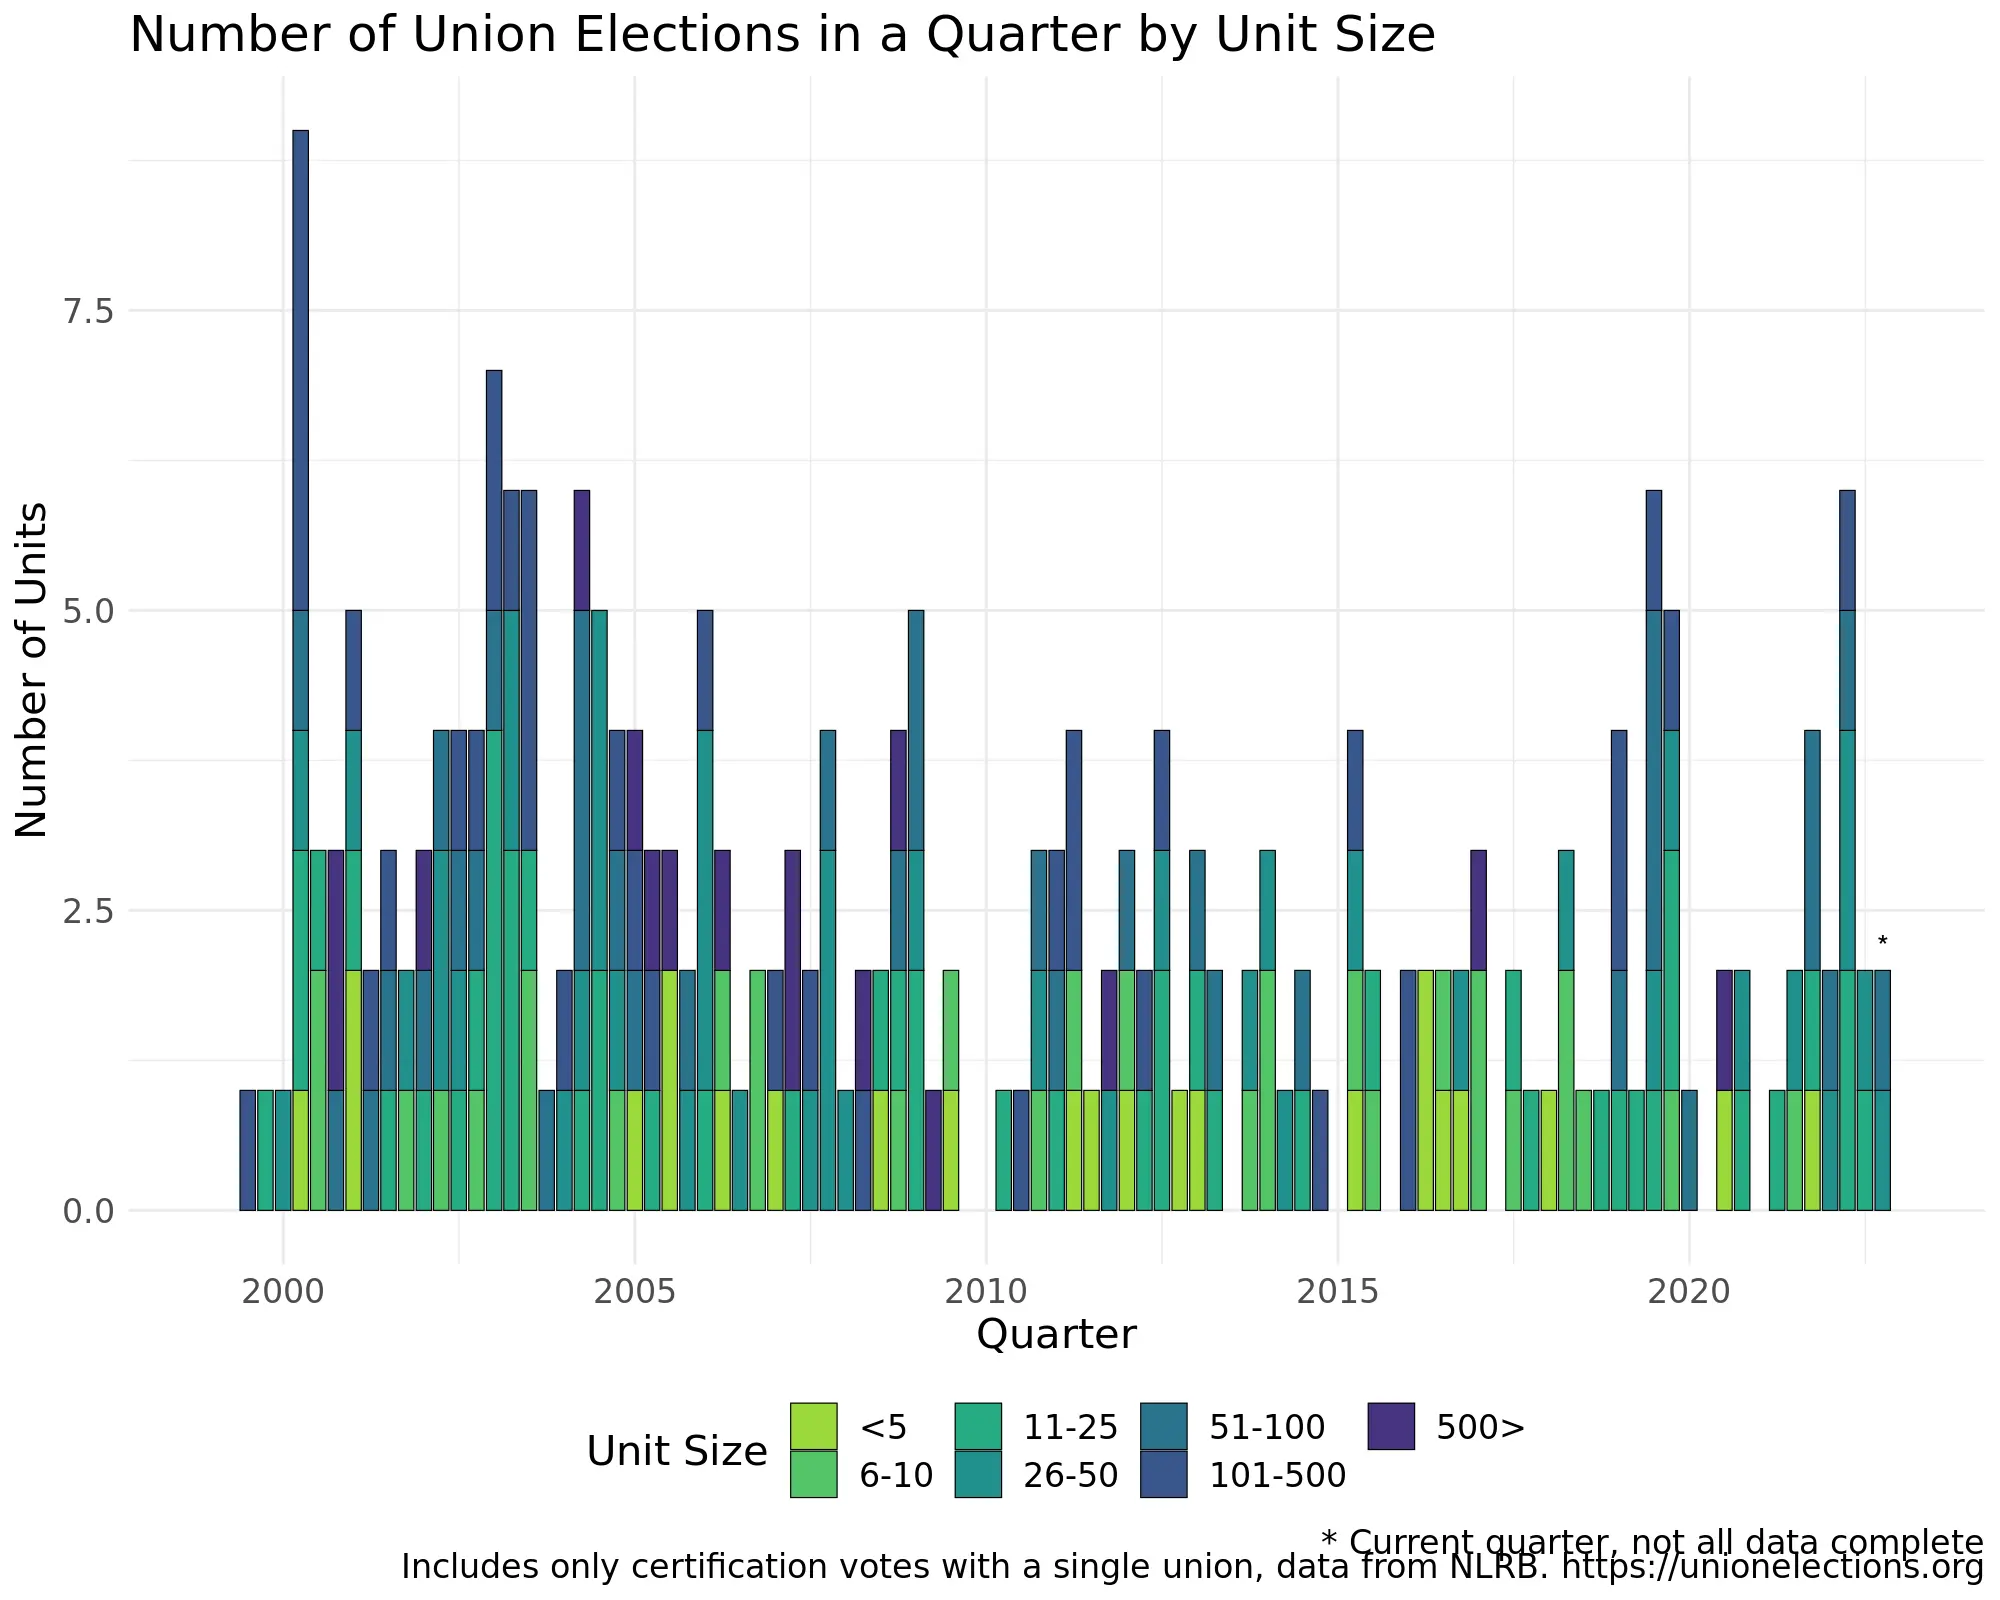 Number of Union Elections in a Quarter by Unit Size
Number of Units
7.5
5.0
2.5
0.0
*
2000 2005 2010 2015 2020
Quarter
Unit Size
<5 11-25 51-100 500>
6-10 26-50 101-500
* Current quarter, not all data complete
Includes only certification votes with a single union, data from NLRB. https://unionelections.org